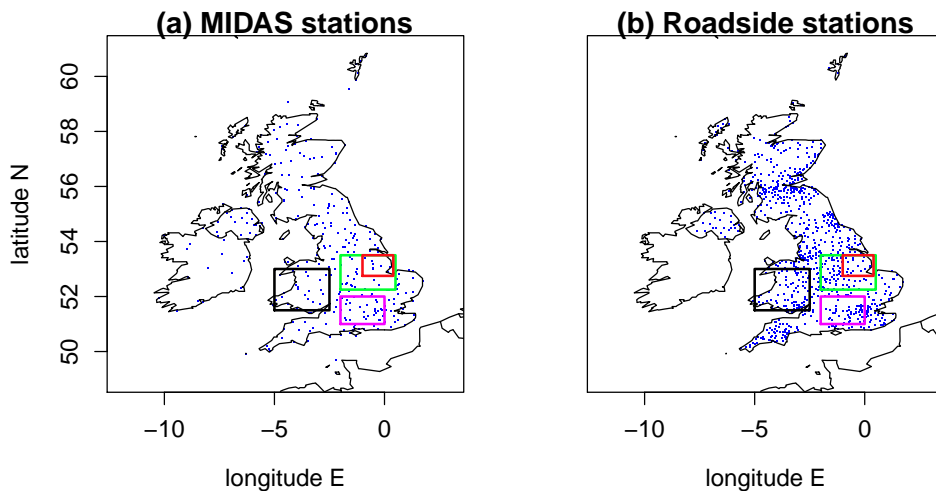 (a) MIDAS stations
(b) Roadside stations
latitude N
60
58
56
54
52
50
−10
−5
0
−10
−5
0
longitude E
longitude E